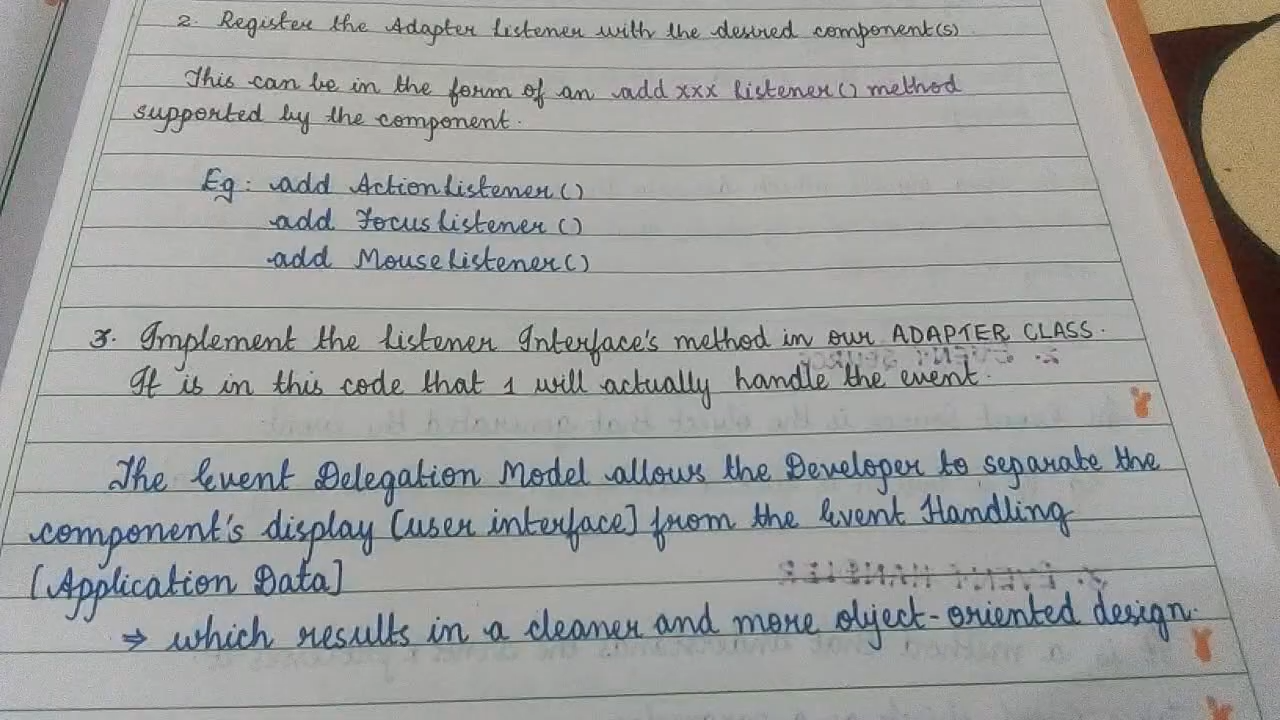 2. Register the Adapter Listener with the desired component(s)
This can be in the form of an add xxx listener() method
supported by the component.
Eg: add ActionListener()
add FocusListener()
add MouseListener()
3. Implement the listener Interface's method in our ADAPTER CLASS.
It is in this code that 1 will actually handle the event.
The Event Delegation Model allows the Developer to separate the
component's display [user interface] from the Event Handling
[Application Data]
⇒ which results in a cleaner and more object-oriented design.